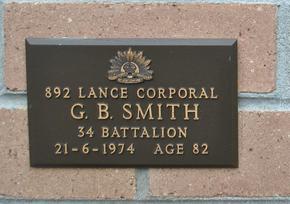 892 LANCE CORPORAL
G. B. SMITH
34 BATTALION
21-6-1974 AGE 82